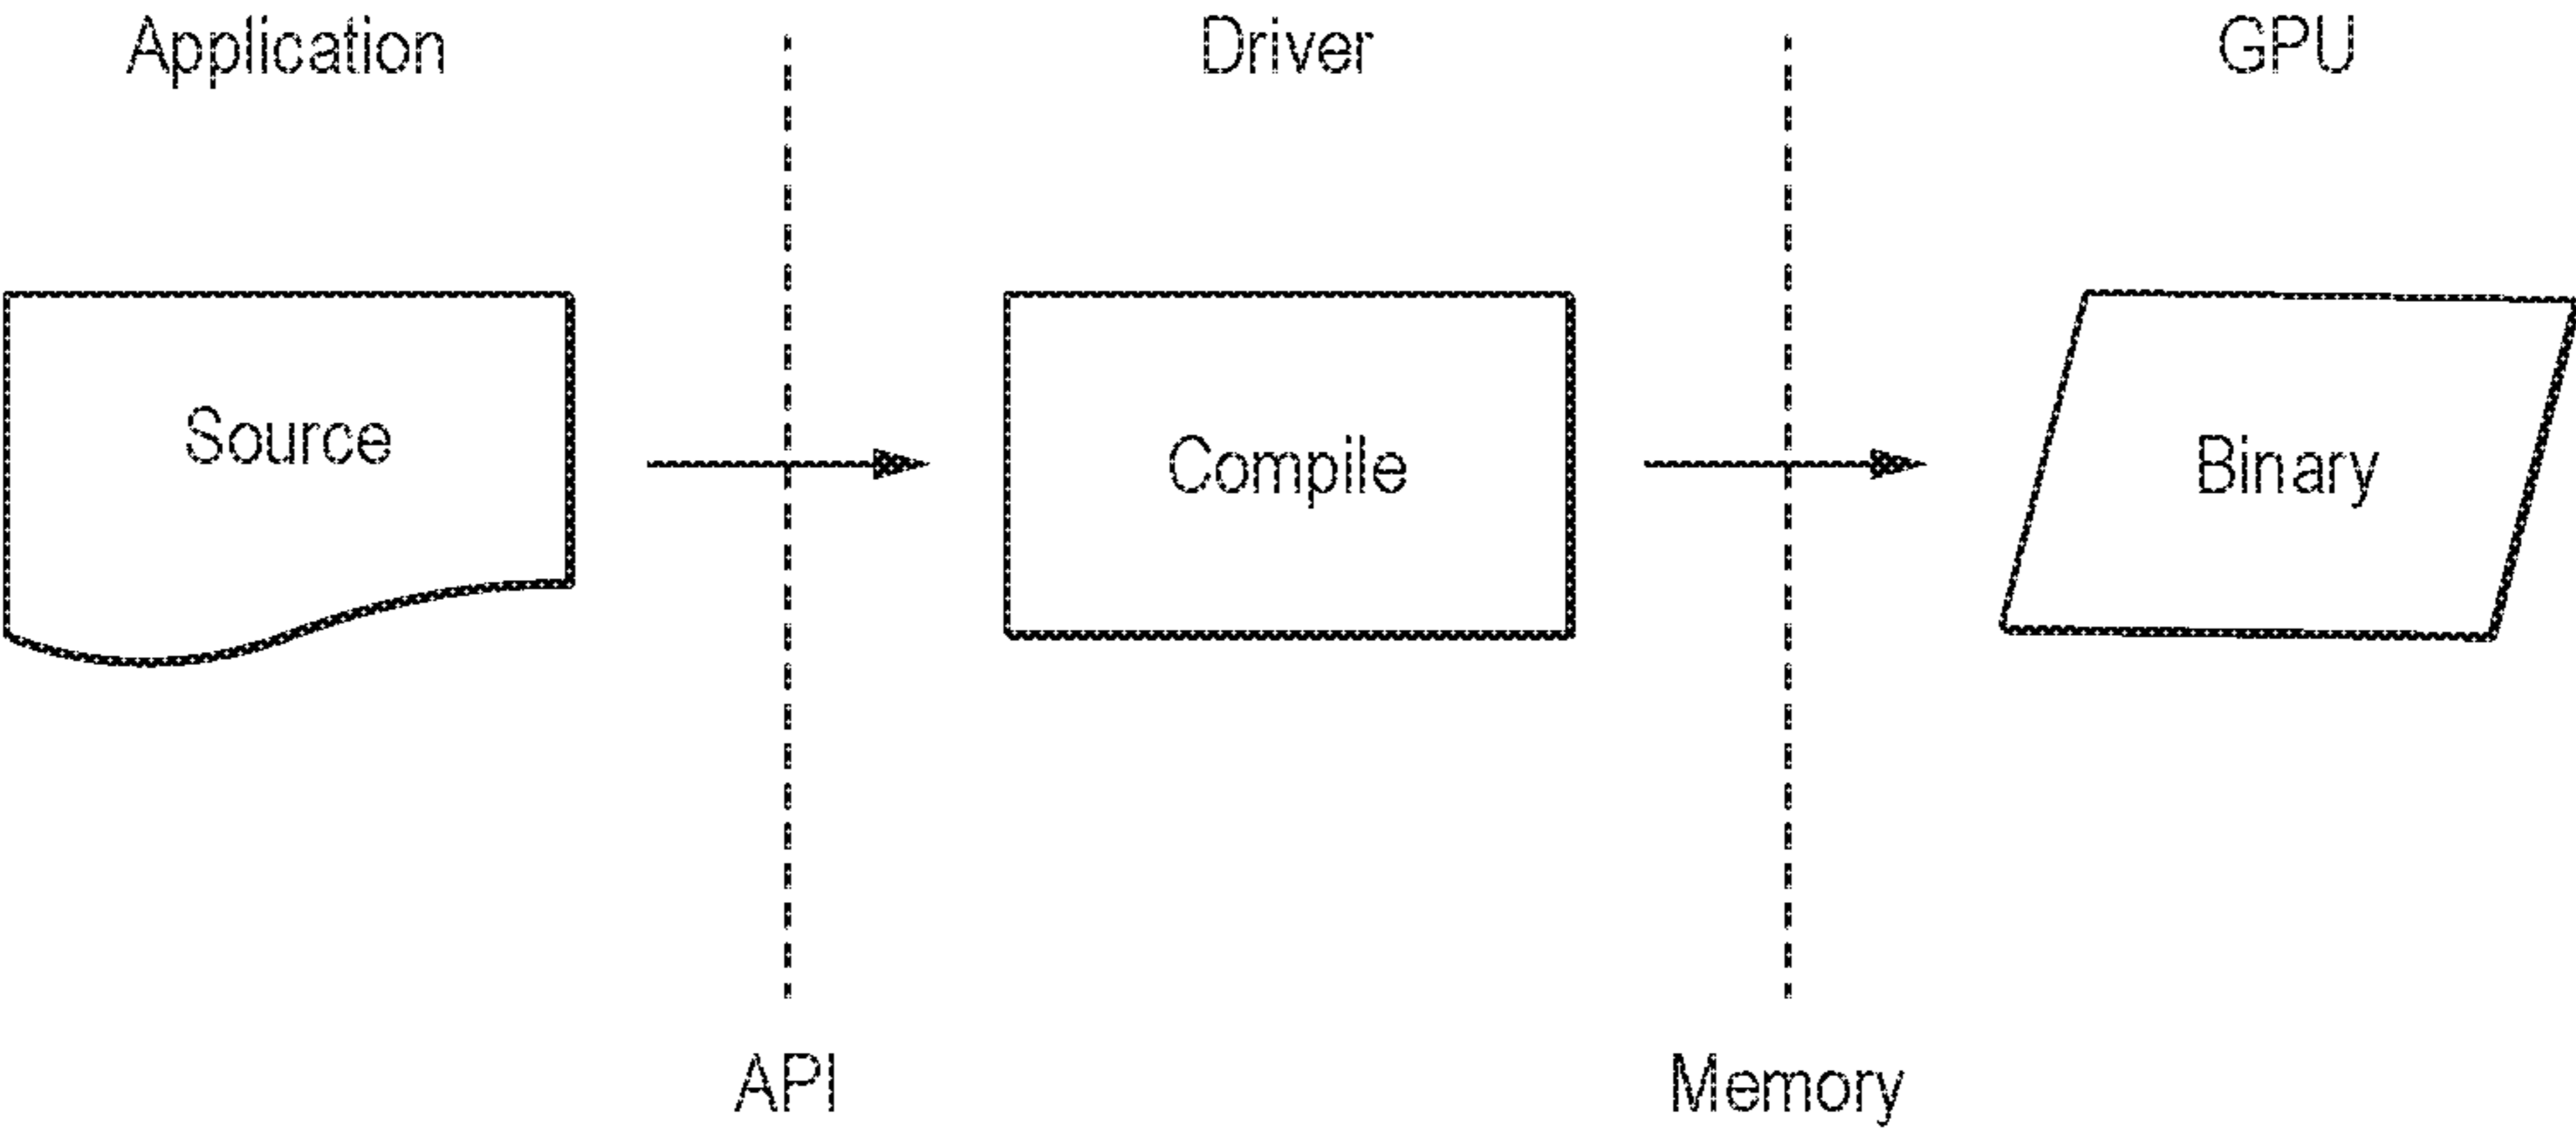 Application
Driver
GPU
Source
Compile
Binary
API
Memory